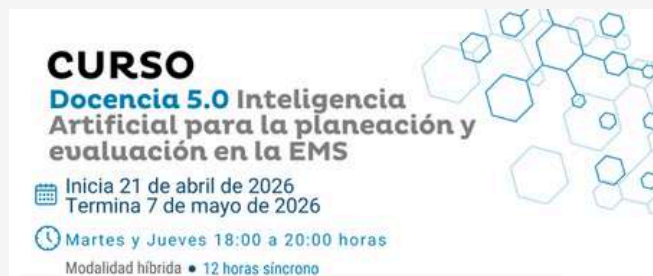 CURSO
Docencia 5.0 Inteligencia
Artificial para la planeación y
evaluación en la EMS
Inicia 21 de abril de 2026
Termina 7 de mayo de 2026
Martes y Jueves 18:00 a 20:00 horas
Modalidad híbrida • 12 horas síncrono